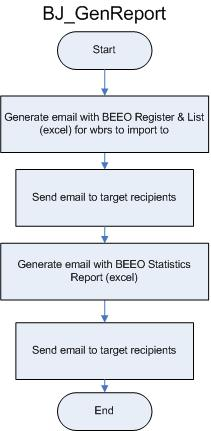 BJ_GenReport
Start
Generate email with BEEO Register & List
(excel) for wbrs to import to
Send email to target recipients
Generate email with BEEO Statistics
Report (excel)
Send email to target recipients
End